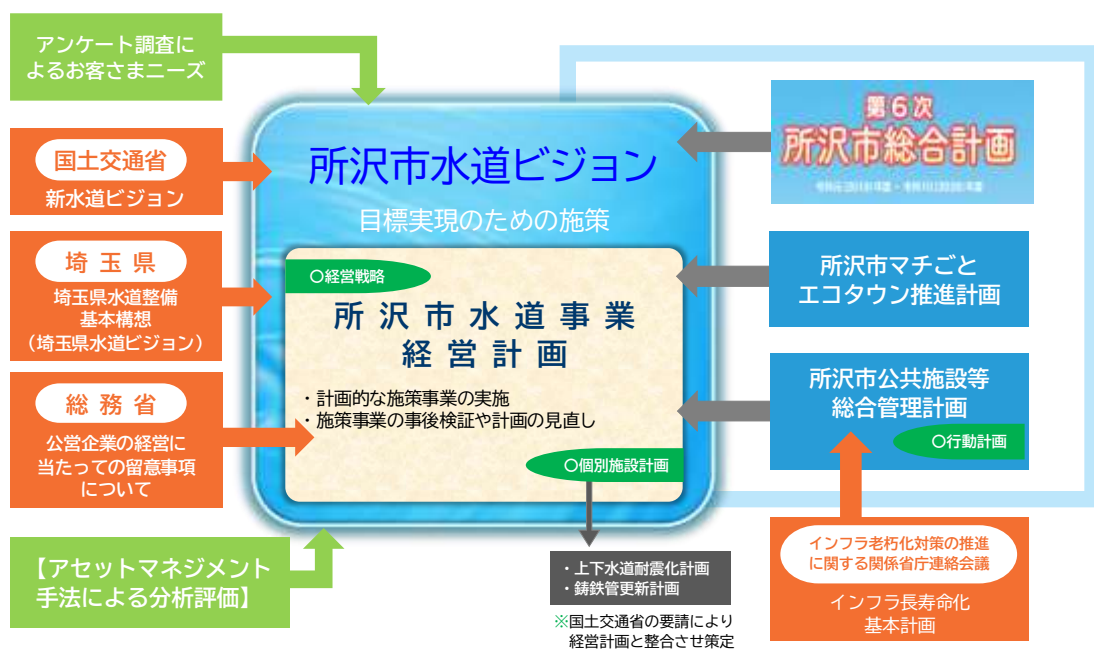 アンケート調査に
よるお客さまニーズ
国土交通省
新水道ビジョン
埼玉県
埼玉県水道整備
基本構想
(埼玉県水道ビジョン)
総務省
公営企業の経営に
当たっての留意事項
について
【アセットマネジメント
手法による分析評価】
所沢市水道ビジョン
目標実現のための施策
〇経営戦略
所沢市水道事業
経営計画
・計画的な施策事業の実施
・施策事業の事後検証や計画の見直し
〇個別施設計画
・上下水道耐震化計画
・鋳鉄管更新計画
※国土交通省の要請により
経営計画と整合させ策定
第6次
所沢市総合計画
所沢市マチごと
エコタウン推進計画
所沢市公共施設等
総合管理計画
〇行動計画
インフラ老朽化対策の推進
に関する関係省庁連絡会議
インフラ長寿命化
基本計画